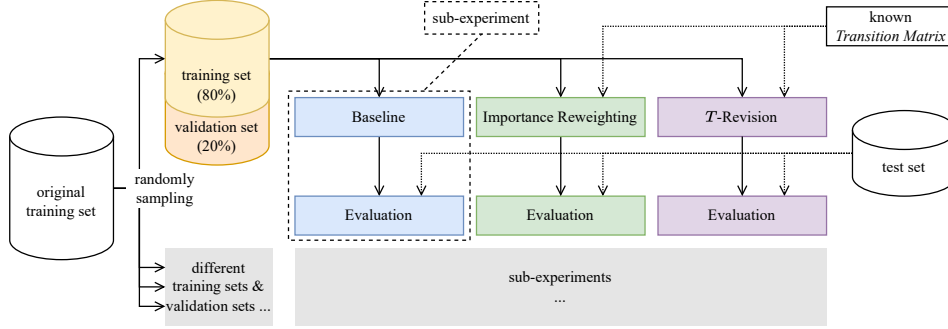 sub-experiment
known
Transition Matrix
training set
(80%)
validation set
(20%)
Baseline
Importance Reweighting
T-Revision
original
training set
randomly
sampling
test set
Evaluation
Evaluation
Evaluation
different
training sets &
validation sets ...
sub-experiments
...